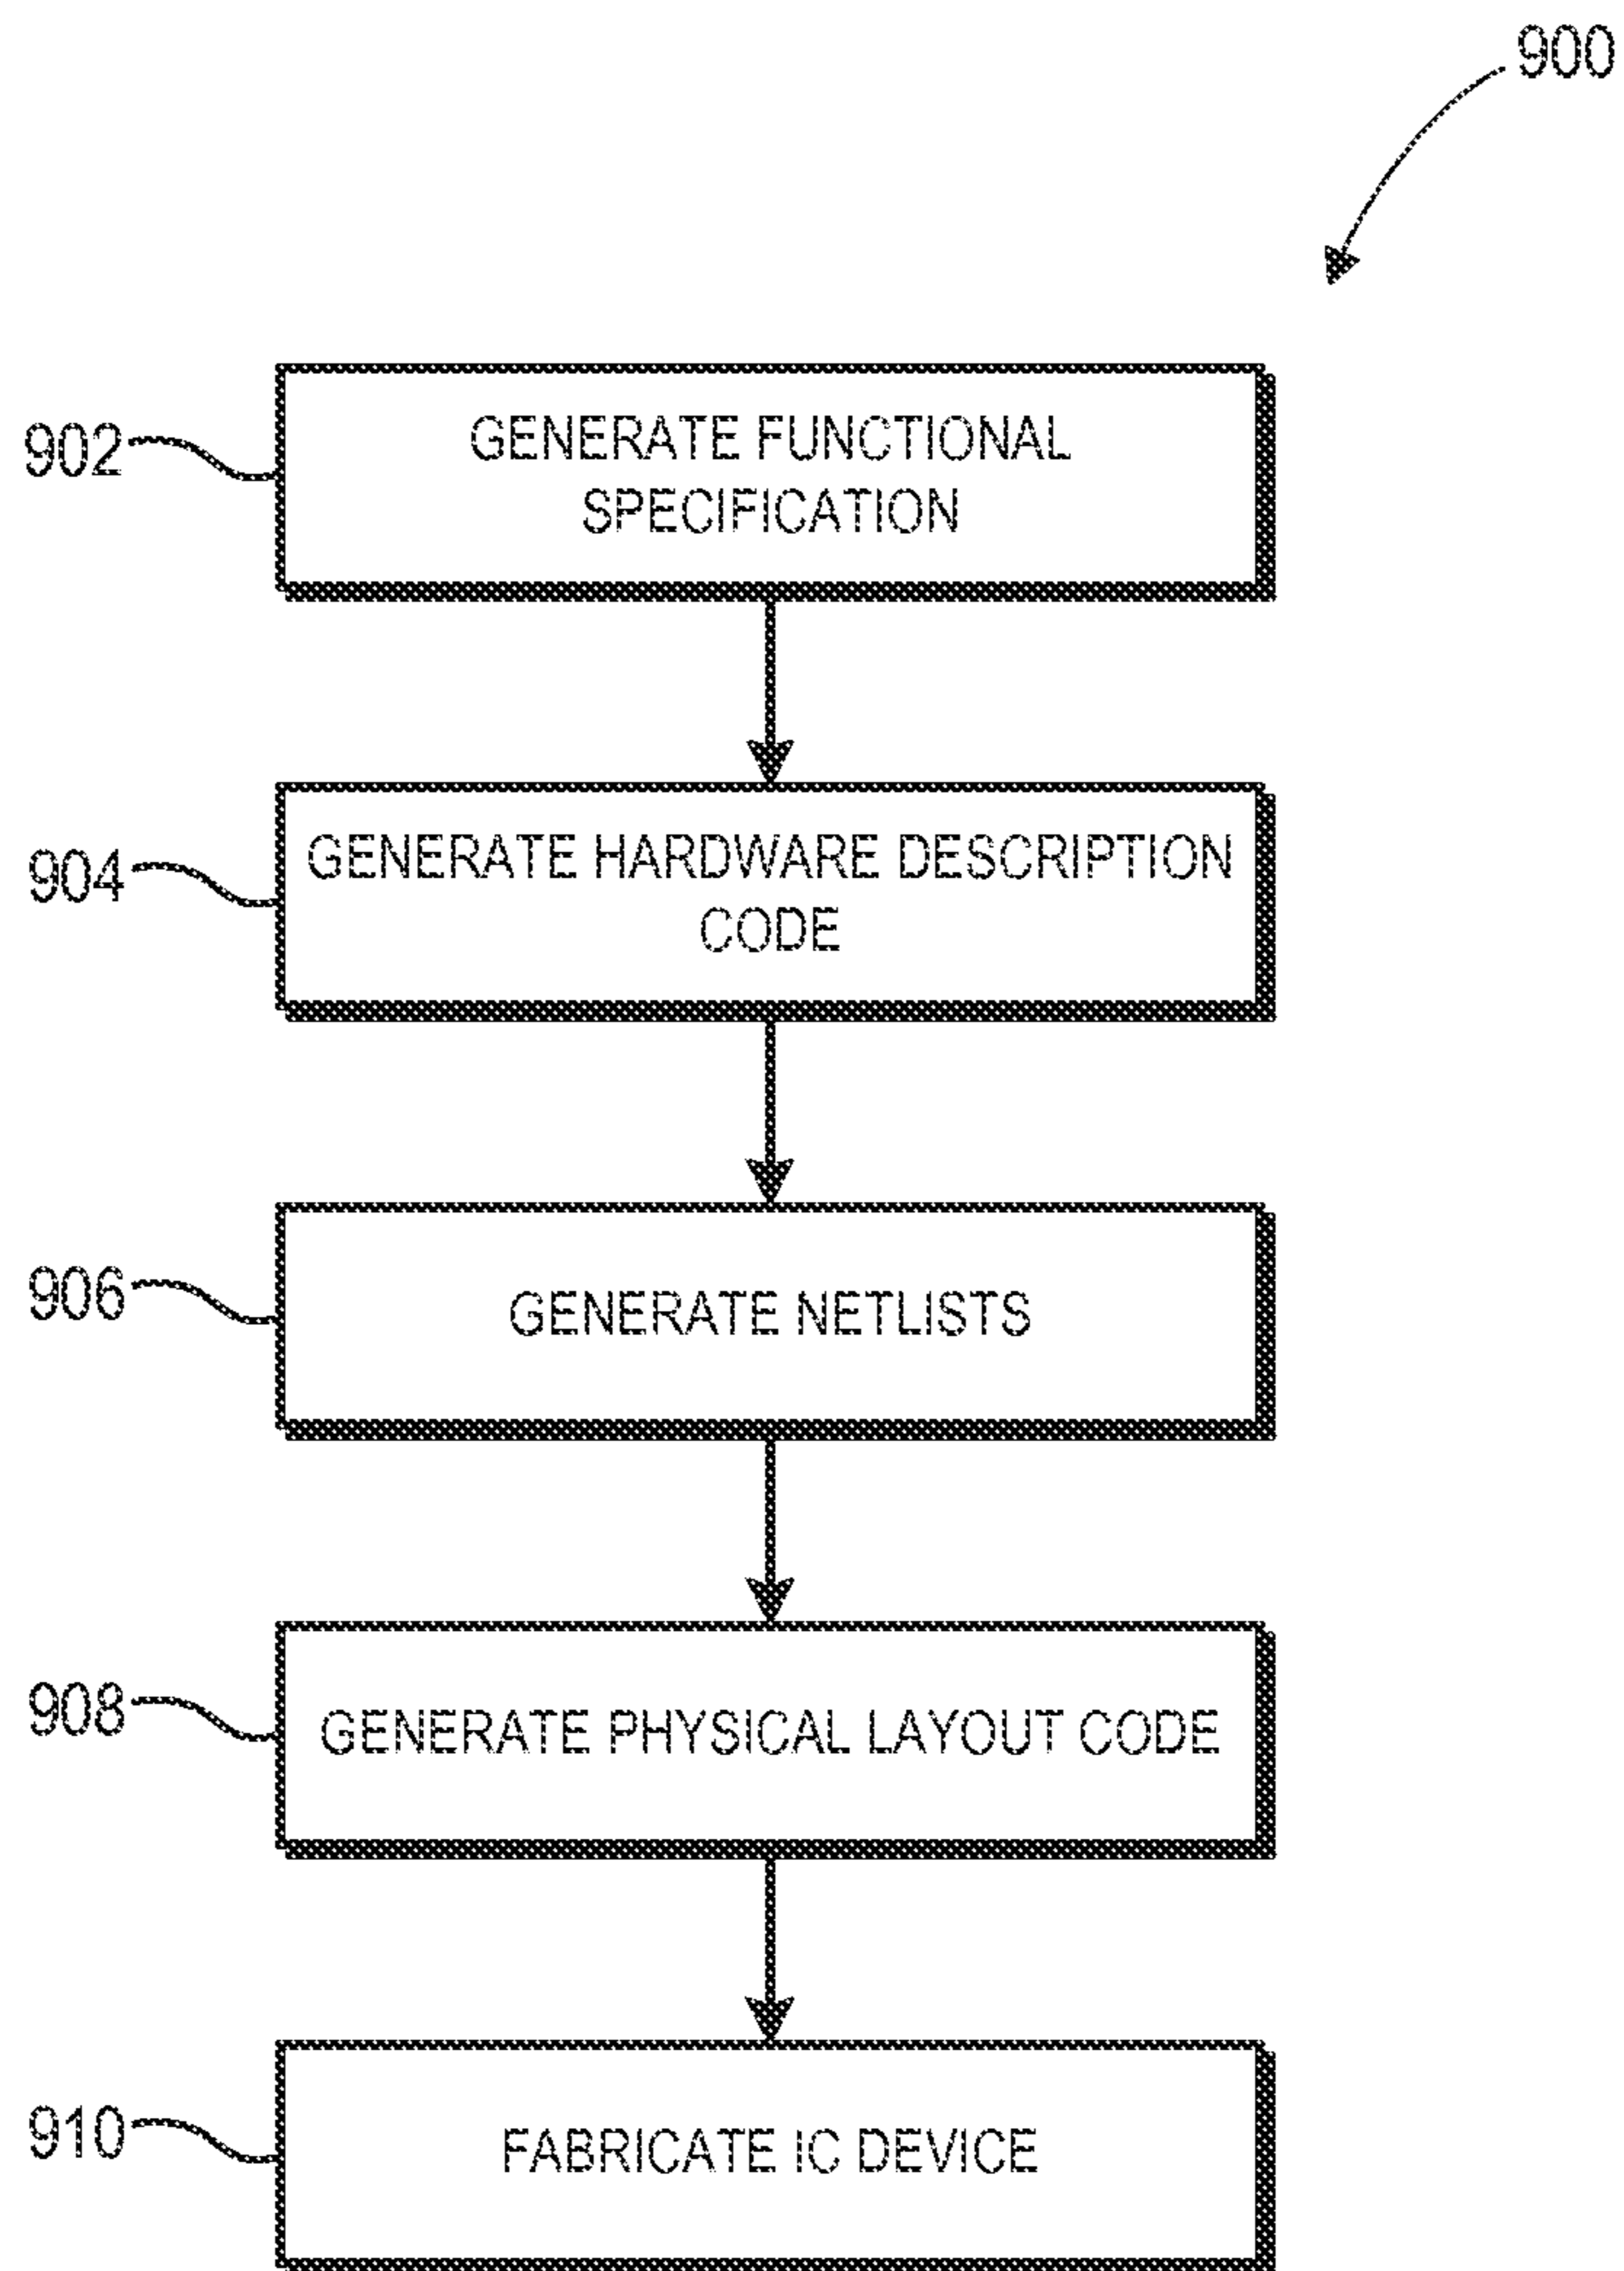 900
902
GENERATE FUNCTIONAL
SPECIFICATION
904
GENERATE HARDWARE DESCRIPTION
CODE
906
GENERATE NETLISTS
908
GENERATE PHYSICAL LAYOUT CODE
910
FABRICATE IC DEVICE